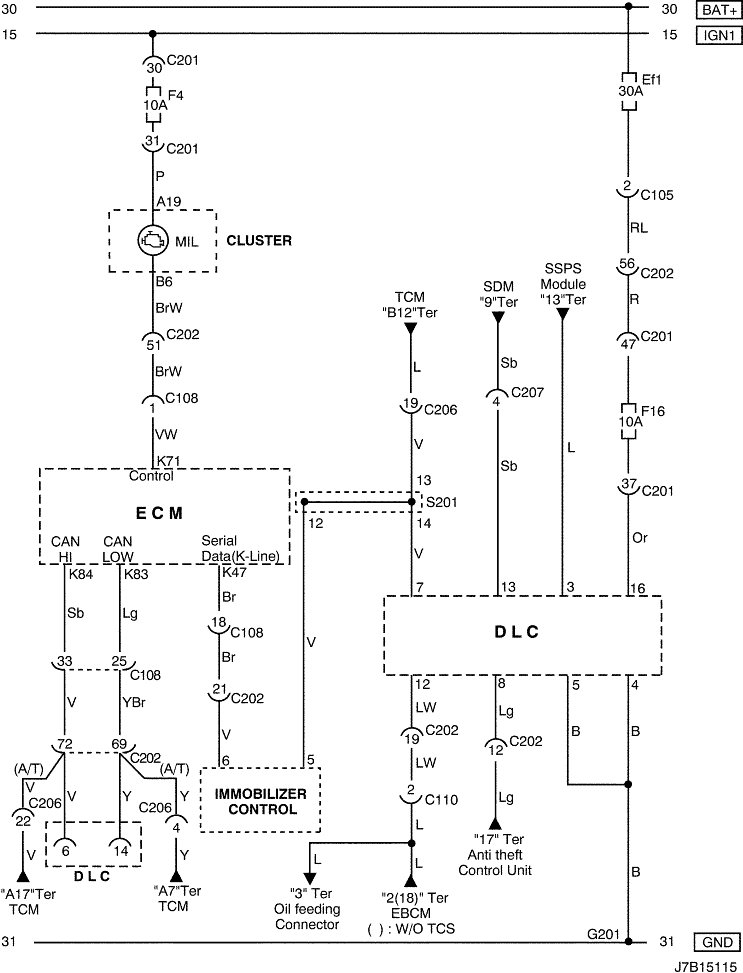 30 30 BAT+
15 15 IGN1
C201
30
F4
10A
31
C201
P
A19
MIL
CLUSTER
B6
BrW
C202
51
BrW
C108
1
VW
K71
Control
ECM
CAN
HI
CAN
LOW
Serial
Data(K-Line)
K84
K83
K47
Sb
Lg
Br
33
25
C108
18
C108
Br
V
YBr
21
C202
V
72
69
C202
(A/T)
(A/T)
V
V
Y
Y
C206
22
C206
4
6
14
DLC
V
Y
"A17"Ter
TCM
"A7"Ter
TCM
6
5
IMMOBILIZER
CONTROL
TCM
"B12"Ter
SDM
"9"Ter
SSPS
Module
"13"Ter
L
19
C206
V
13
S201
12
14
V
V
Sb
4
C207
Sb
L
Ef1
30A
2
C105
RL
56
C202
R
C201
47
F16
10A
37
C201
Or
7
13
3
16
DLC
12
8
5
4
LW
C202
19
LW
2
C110
L
L
L
Lg
C202
12
Lg
B
B
B
"3" Ter
Oil feeding
Connector
"2(18)" Ter
EBCM
( ) : W/O TCS
"17" Ter
Anti theft
Control Unit
G201
31 31 GND
J7B15115